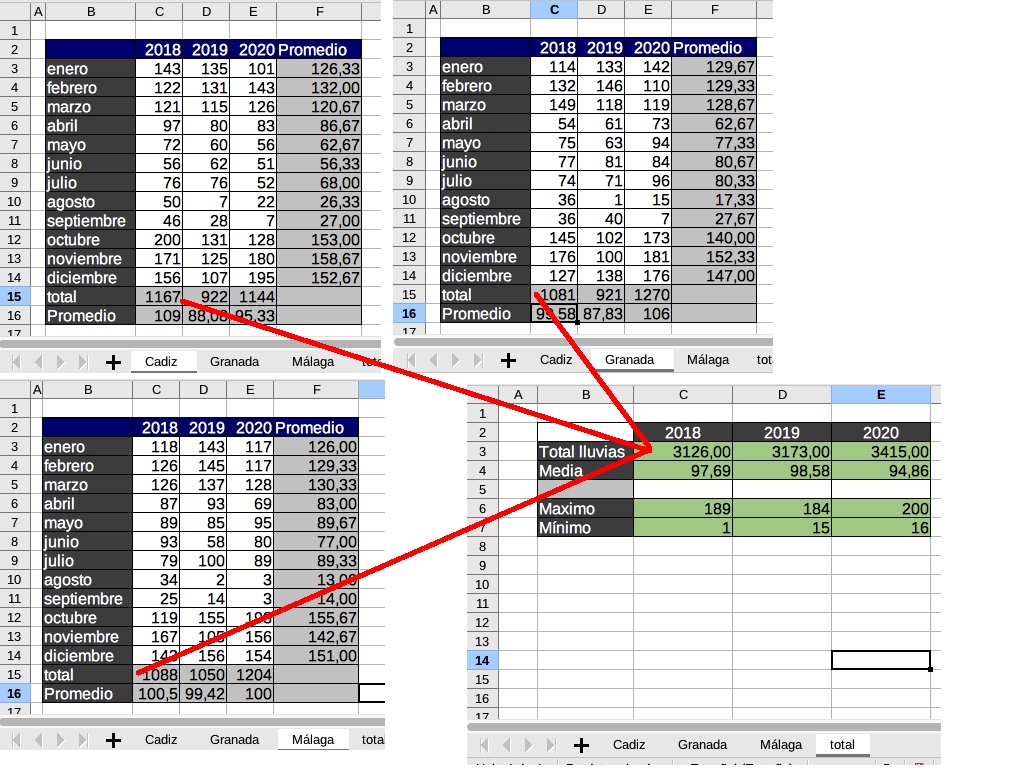 A B C D E F
1
2 2018 2019 2020 Promedio
3 enero 143 135 101 126,33
4 febrero 122 131 143 132,00
5 marzo 121 115 126 120,67
6 abril 97 80 83 86,67
7 mayo 72 60 56 62,67
8 junio 56 62 51 56,33
9 julio 76 76 52 68,00
10 agosto 50 7 22 26,33
11 septiembre 46 28 7 27,00
12 octubre 200 131 128 153,00
13 noviembre 171 125 180 158,67
14 diciembre 156 107 195 152,67
15 total 1167 922 1144
16 Promedio 109 88,08 95,33
17
Cadiz Granada Málaga total
A B C D E F
1
2 2018 2019 2020 Promedio
3 enero 114 133 142 129,67
4 febrero 132 146 110 129,33
5 marzo 149 118 119 128,67
6 abril 54 61 73 62,67
7 mayo 75 63 94 77,33
8 junio 77 81 84 80,67
9 julio 74 71 96 80,33
10 agosto 36 1 15 17,33
11 septiembre 36 40 7 27,67
12 octubre 145 102 173 140,00
13 noviembre 176 100 181 152,33
14 diciembre 127 138 176 147,00
15 total 1081 921 1270
16 Promedio 99,58 87,83 106
17
Cadiz Granada Málaga tot
A B C D E F
1
2 2018 2019 2020 Promedio
3 enero 118 143 117 126,00
4 febrero 126 145 117 129,33
5 marzo 126 137 128 130,33
6 abril 87 93 69 83,00
7 mayo 89 85 95 89,67
8 junio 93 58 80 77,00
9 julio 79 100 89 89,33
10 agosto 34 2 3 13,00
11 septiembre 25 14 3 14,00
12 octubre 119 155 193 155,67
13 noviembre 167 105 156 142,67
14 diciembre 143 156 154 151,00
15 total 1088 1050 1204
16 Promedio 100,5 99,42 100
17
Cadiz Granada Málaga tota
A B C D E
1
2 2018 2019 2020
3 Total lluvias 3126,00 3173,00 3415,00
4 Media 97,69 98,58 94,86
5
6 Maximo 189 184 200
7 Mínimo 1 15 16
8
9
10
11
12
13
14
15
16
17
Cadiz Granada Málaga total